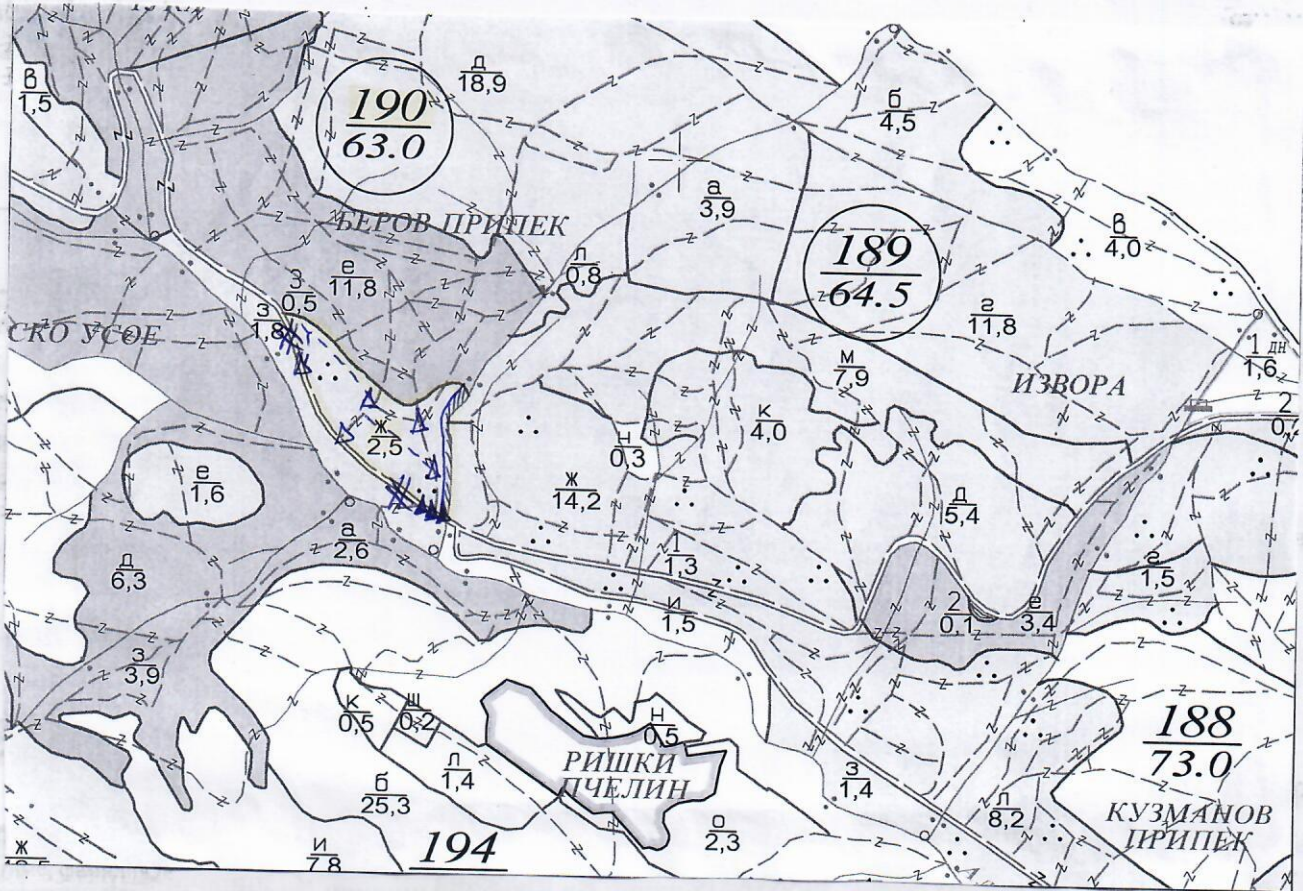 в
1,5
190
63.0
д
18,9
б
4,5
а
3,9
БЕРОВ ПРИПЕК
в
4,0
189
64.5
л
0,8
е
11,8
з
0,5
з
1,8
СКО УСОЕ
г
11,8
1 дн
1,6
м
7,9
ИЗВОРА
к
4,0
2
ж
2,5
н
0,3
е
1,6
ж
14,2
д
5,4
а
2,6
д
6,3
1
1,3
г
1,5
и
1,5
2
0,1
е
3,4
з
3,9
к
0,5
ш
0,2
н
0,5
188
73.0
л
1,4
РИШКИ
ПЧЕЛИН
б
25,3
з
1,4
л
8,2
КУЗМАНОВ
ПРИПЕК
о
2,3
194
ж
и
7,8